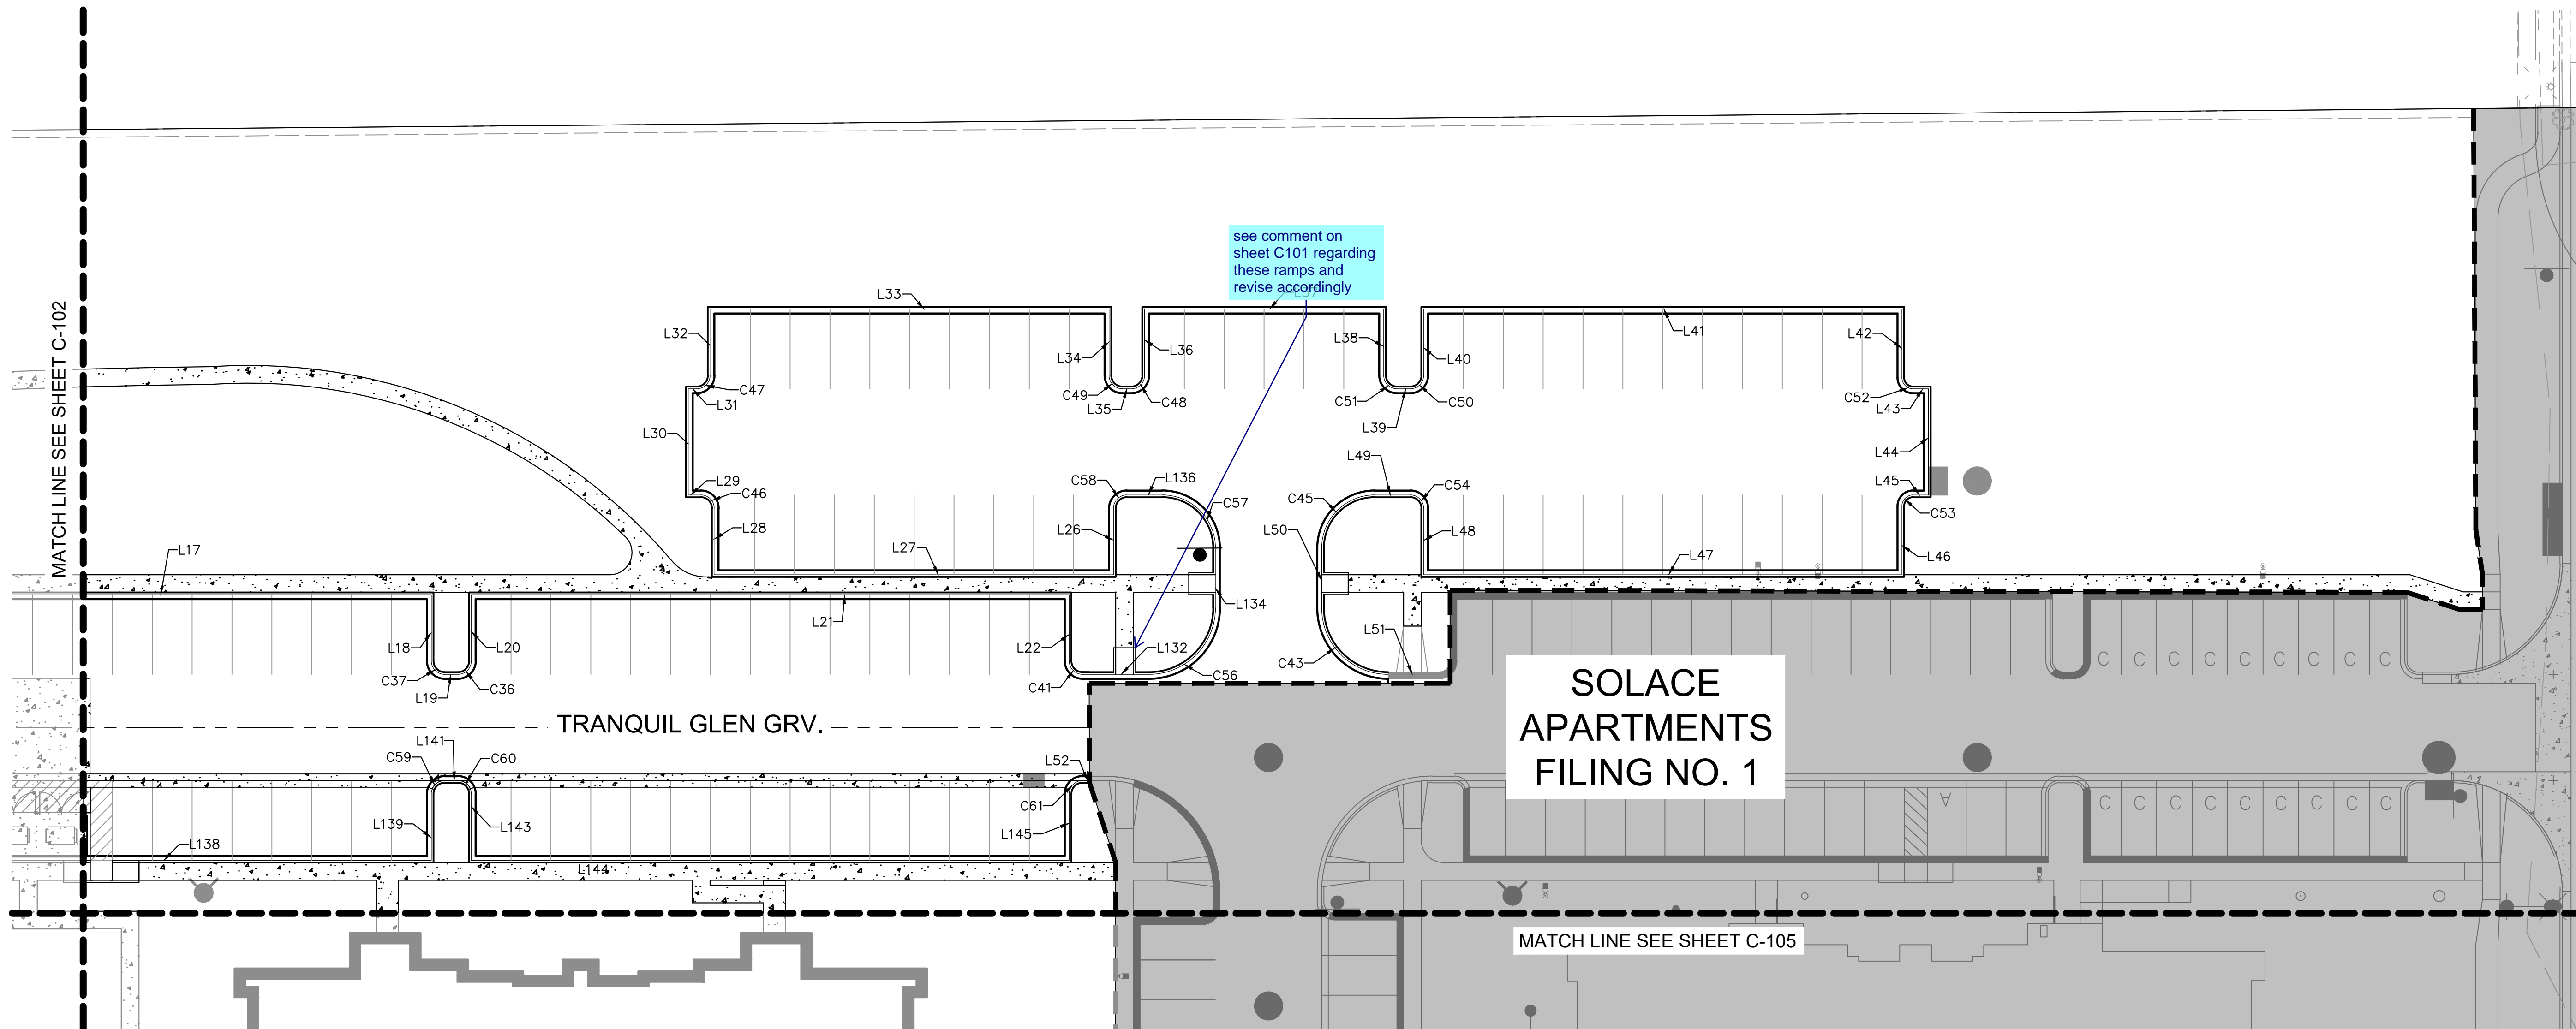 see comment on
sheet C101 regarding
these ramps and
revise accordingly
L33
L32
L34
L36
L38
L40
L41
L42
C47
L31
C49
L35
C48
C51
C50
L39
C52
L43
L30
L44
L29
C46
C58
L136
C57
L49
C45
C54
L45
C53
L28
L26
L50
L48
L46
L17
L27
L47
L134
L21
L18
L20
L22
L132
L51
C37
C36
L19
C41
C56
C43
MATCH LINE SEE SHEET C-102
TRANQUIL GLEN GRV.
SOLACE
APARTMENTS
FILING NO. 1
L141
C59
C60
L52
C61
L139
L143
L145
L138
L144
C C C C C C C C C
C C C C C C C C C
A
MATCH LINE SEE SHEET C-105